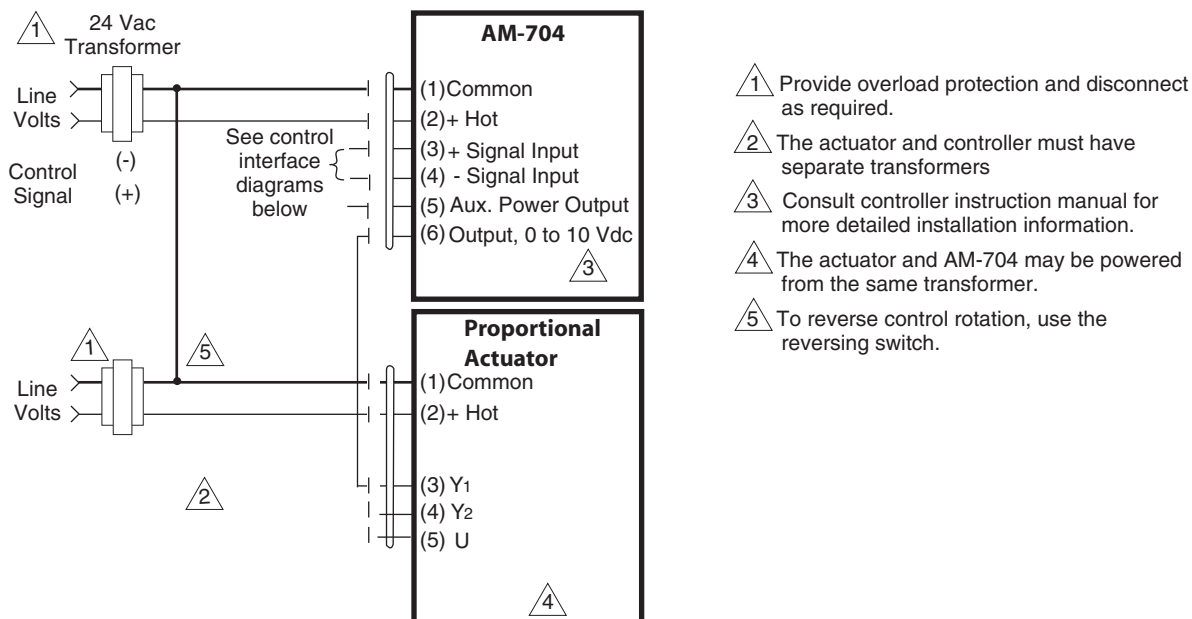 1
24 Vac
Transformer
Line
Volts
Control
Signal
(-)
(+)
See control
interface
diagrams
below
AM-704
(1)Common
(2)+ Hot
(3)+ Signal Input
(4) - Signal Input
(5) Aux. Power Output
(6)Output, 0 to 10 Vdc
3
1
Line
Volts
5
2
Proportional
Actuator
(1)Common
(2)+ Hot
(3) Y1
(4) Y2
(5) U
4
1 Provide overload protection and disconnect
as required.
2 The actuator and controller must have
separate transformers
3 Consult controller instruction manual for
more detailed installation information.
4 The actuator and AM-704 may be powered
from the same transformer.
5 To reverse control rotation, use the
reversing switch.